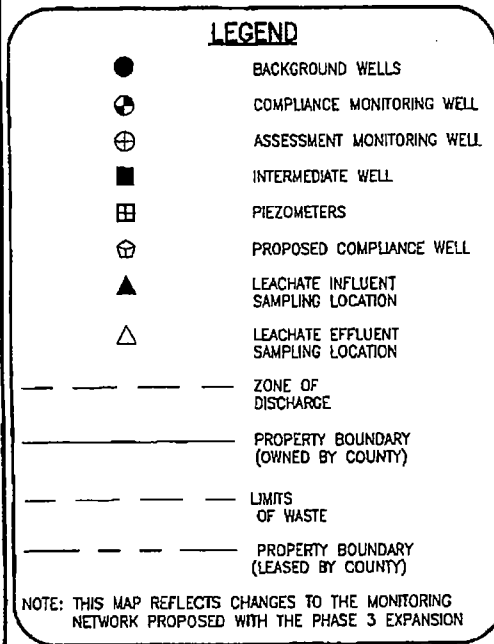 LEGEND
BACKGROUND WELLS
COMPLIANCE MONITORING WELL
ASSESSMENT MONITORING WELL
INTERMEDIATE WELL
PIEZOMETERS
PROPOSED COMPLIANCE WELL
LEACHATE INFLUENT
SAMPLING LOCATION
LEACHATE EFFLUENT
SAMPLING LOCATION
ZONE OF
DISCHARGE
PROPERTY BOUNDARY
(OWNED BY COUNTY)
LIMITS
OF WASTE
PROPERTY BOUNDARY
(LEASED BY COUNTY)
NOTE: THIS MAP REFLECTS CHANGES TO THE MONITORING
NETWORK PROPOSED WITH THE PHASE 3 EXPANSION